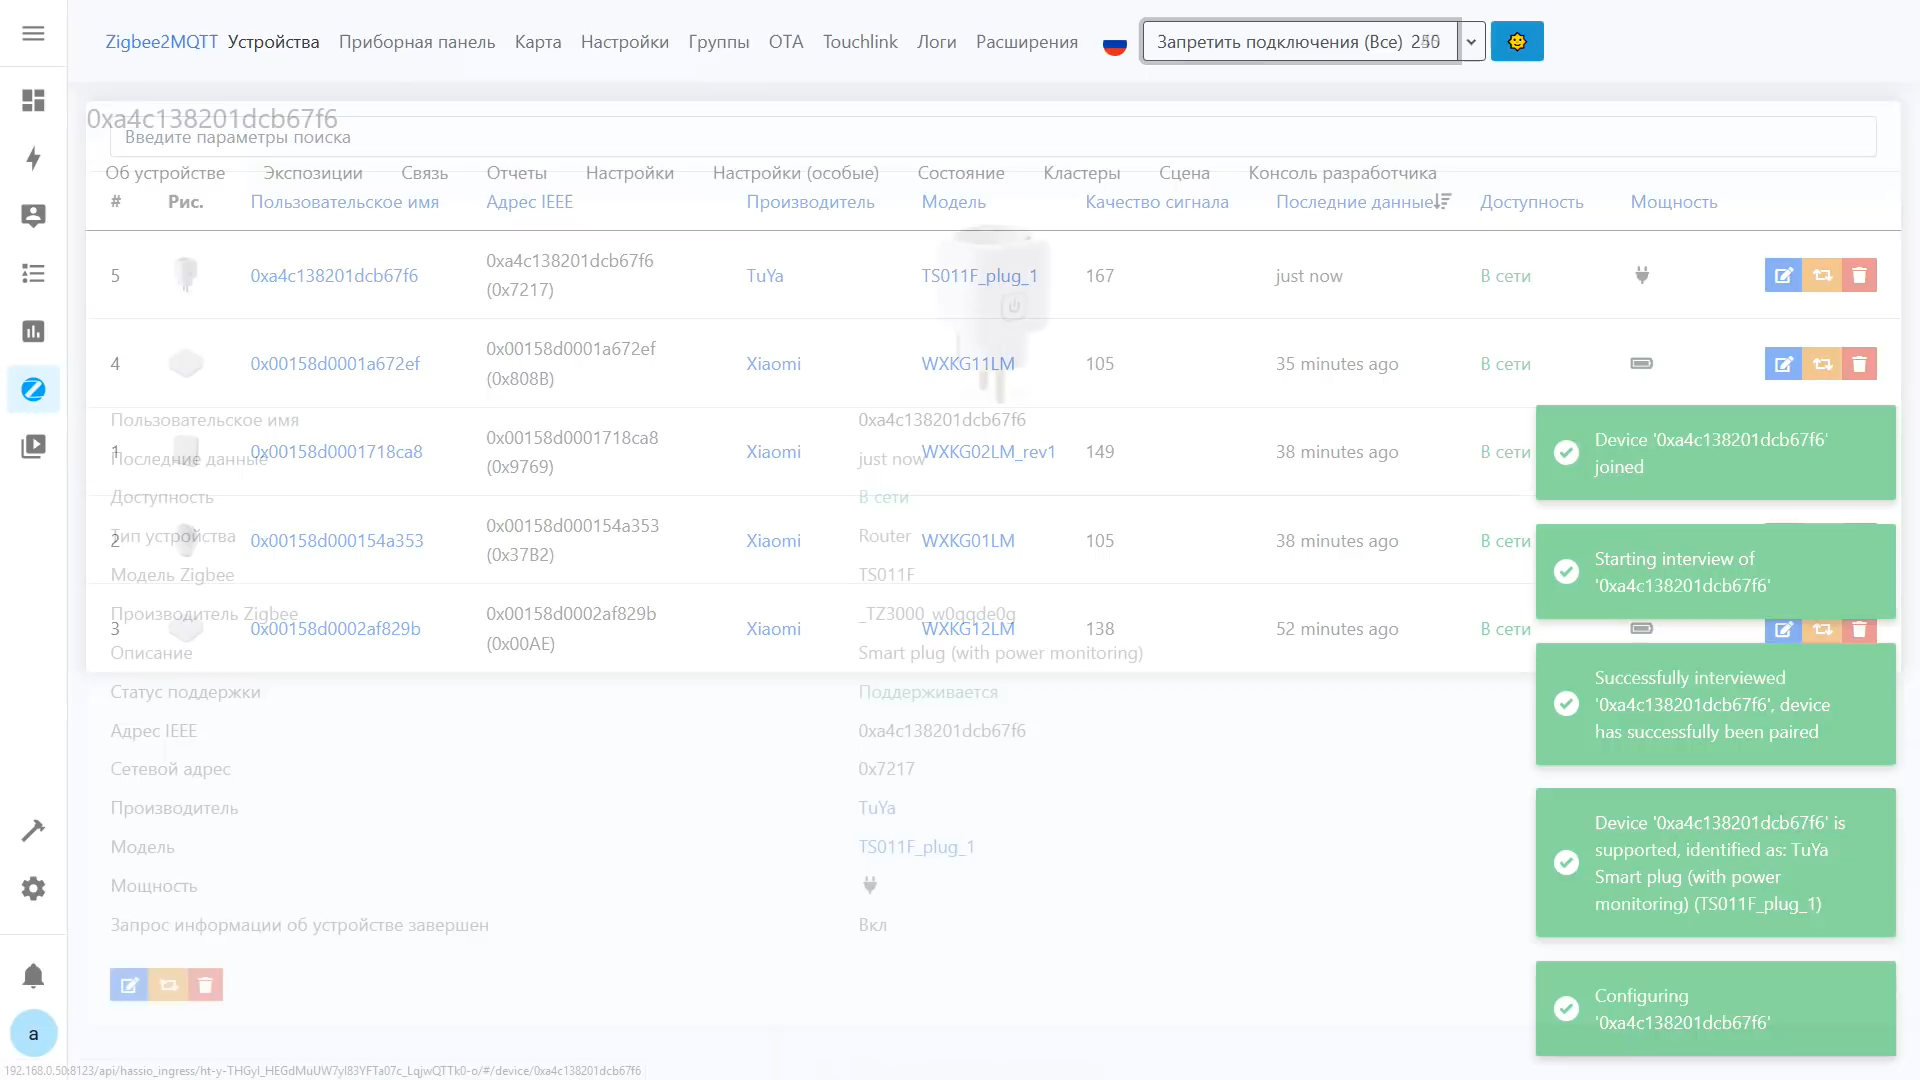 Zigbee2MQTT Устройства Приборная панель Карта Настройки Группы OTA Touchlink Логи Расширения Запретить подключения (Все)
0xa4c138201dcb67f6
Введите параметры поиска
Об устройстве Экспозиции Связь Отчеты Настройки Настройки (особые) Состояние Кластеры Сцена Консоль разработчика
# Рис. Пользовательское имя Адрес IEEE Производитель Модель Качество сигнала Последние данные Доступность Мощность
5 0xa4c138201dcb67f6 0xa4c138201dcb67f6 (0x7217) TuYa TS011F_plug_1 167 just now В сети
4 0x00158d0001a672ef 0x00158d0001a672ef (0x808B) Xiaomi WXKG11LM 105 35 minutes ago В сети
1 0x00158d0001718ca8 0x00158d0001718ca8 (0x9769) Xiaomi WXKG02LM_rev1 149 38 minutes ago В сети
2 0x00158d000154a353 0x00158d000154a353 (0x37B2) Xiaomi WXKG01LM 105 38 minutes ago В сети
3 0x00158d0002af829b 0x00158d0002af829b (0x00AE) Xiaomi WXKG12LM 138 52 minutes ago В сети
Пользовательское имя 0xa4c138201dcb67f6
Последние данные just now
Доступность В сети
Тип устройства Router
Модель Zigbee TS011F
Производитель Zigbee _TZ3000_w0qqde0g
Описание Smart plug (with power monitoring)
Статус поддержки Поддерживается
Адрес IEEE 0xa4c138201dcb67f6
Сетевой адрес 0x7217
Производитель TuYa
Модель TS011F_plug_1
Мощность
Запрос информации об устройстве завершен Вкл
Device '0xa4c138201dcb67f6'
joined
Starting interview of
'0xa4c138201dcb67f6'
Successfully interviewed
'0xa4c138201dcb67f6', device
has successfully been paired
Device '0xa4c138201dcb67f6' is
supported, identified as: TuYa
Smart plug (with power
monitoring) (TS011F_plug_1)
Configuring
'0xa4c138201dcb67f6'
a
192.168.0.50:8123/api/hassio_ingress/ht-y-THGyl_HEGdMuUW7yl83YFTa07c_LqjwQTTk0-o/#/device/0xa4c138201dcb67f6